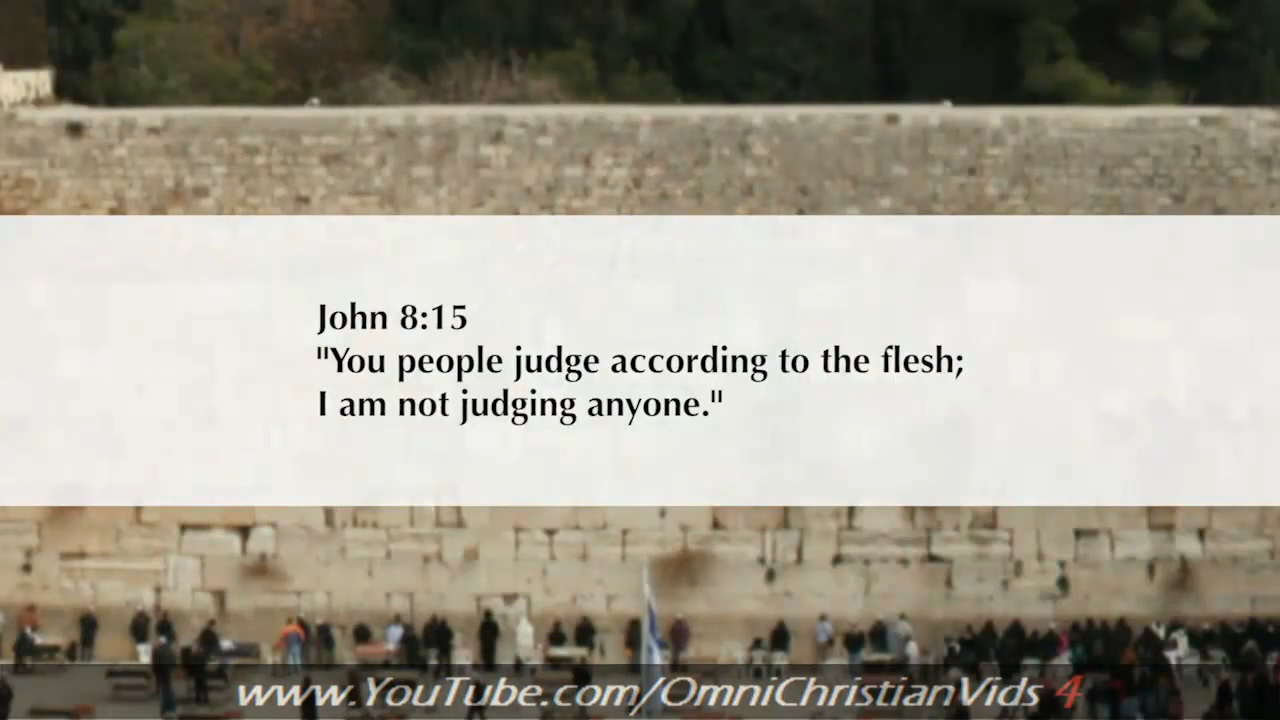 John 8:15
"You people judge according to the flesh;
I am not judging anyone."
www.YouTube.com/OmniChristianVids 4